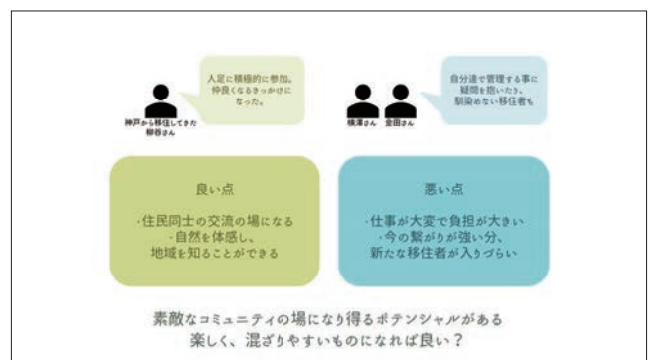 人足に積極的に参加。
仲良くなるきっかけに
なった。
神戸から移住してきた
柳谷さん
自分達で管理する事に
疑問を抱いたり、
馴染めない移住者も
横澤さん 金田さん
良い点
・住民同士の交流の場になる
・自然を体感し、
地域を知ることができる
悪い点
・仕事が大変で負担が大きい
・今の繋がりが強い分、
新たな移住者が入りづらい
素敵なコミュニティの場になり得るポテンシャルがある
楽しく、混ざりやすいものになれば良い？